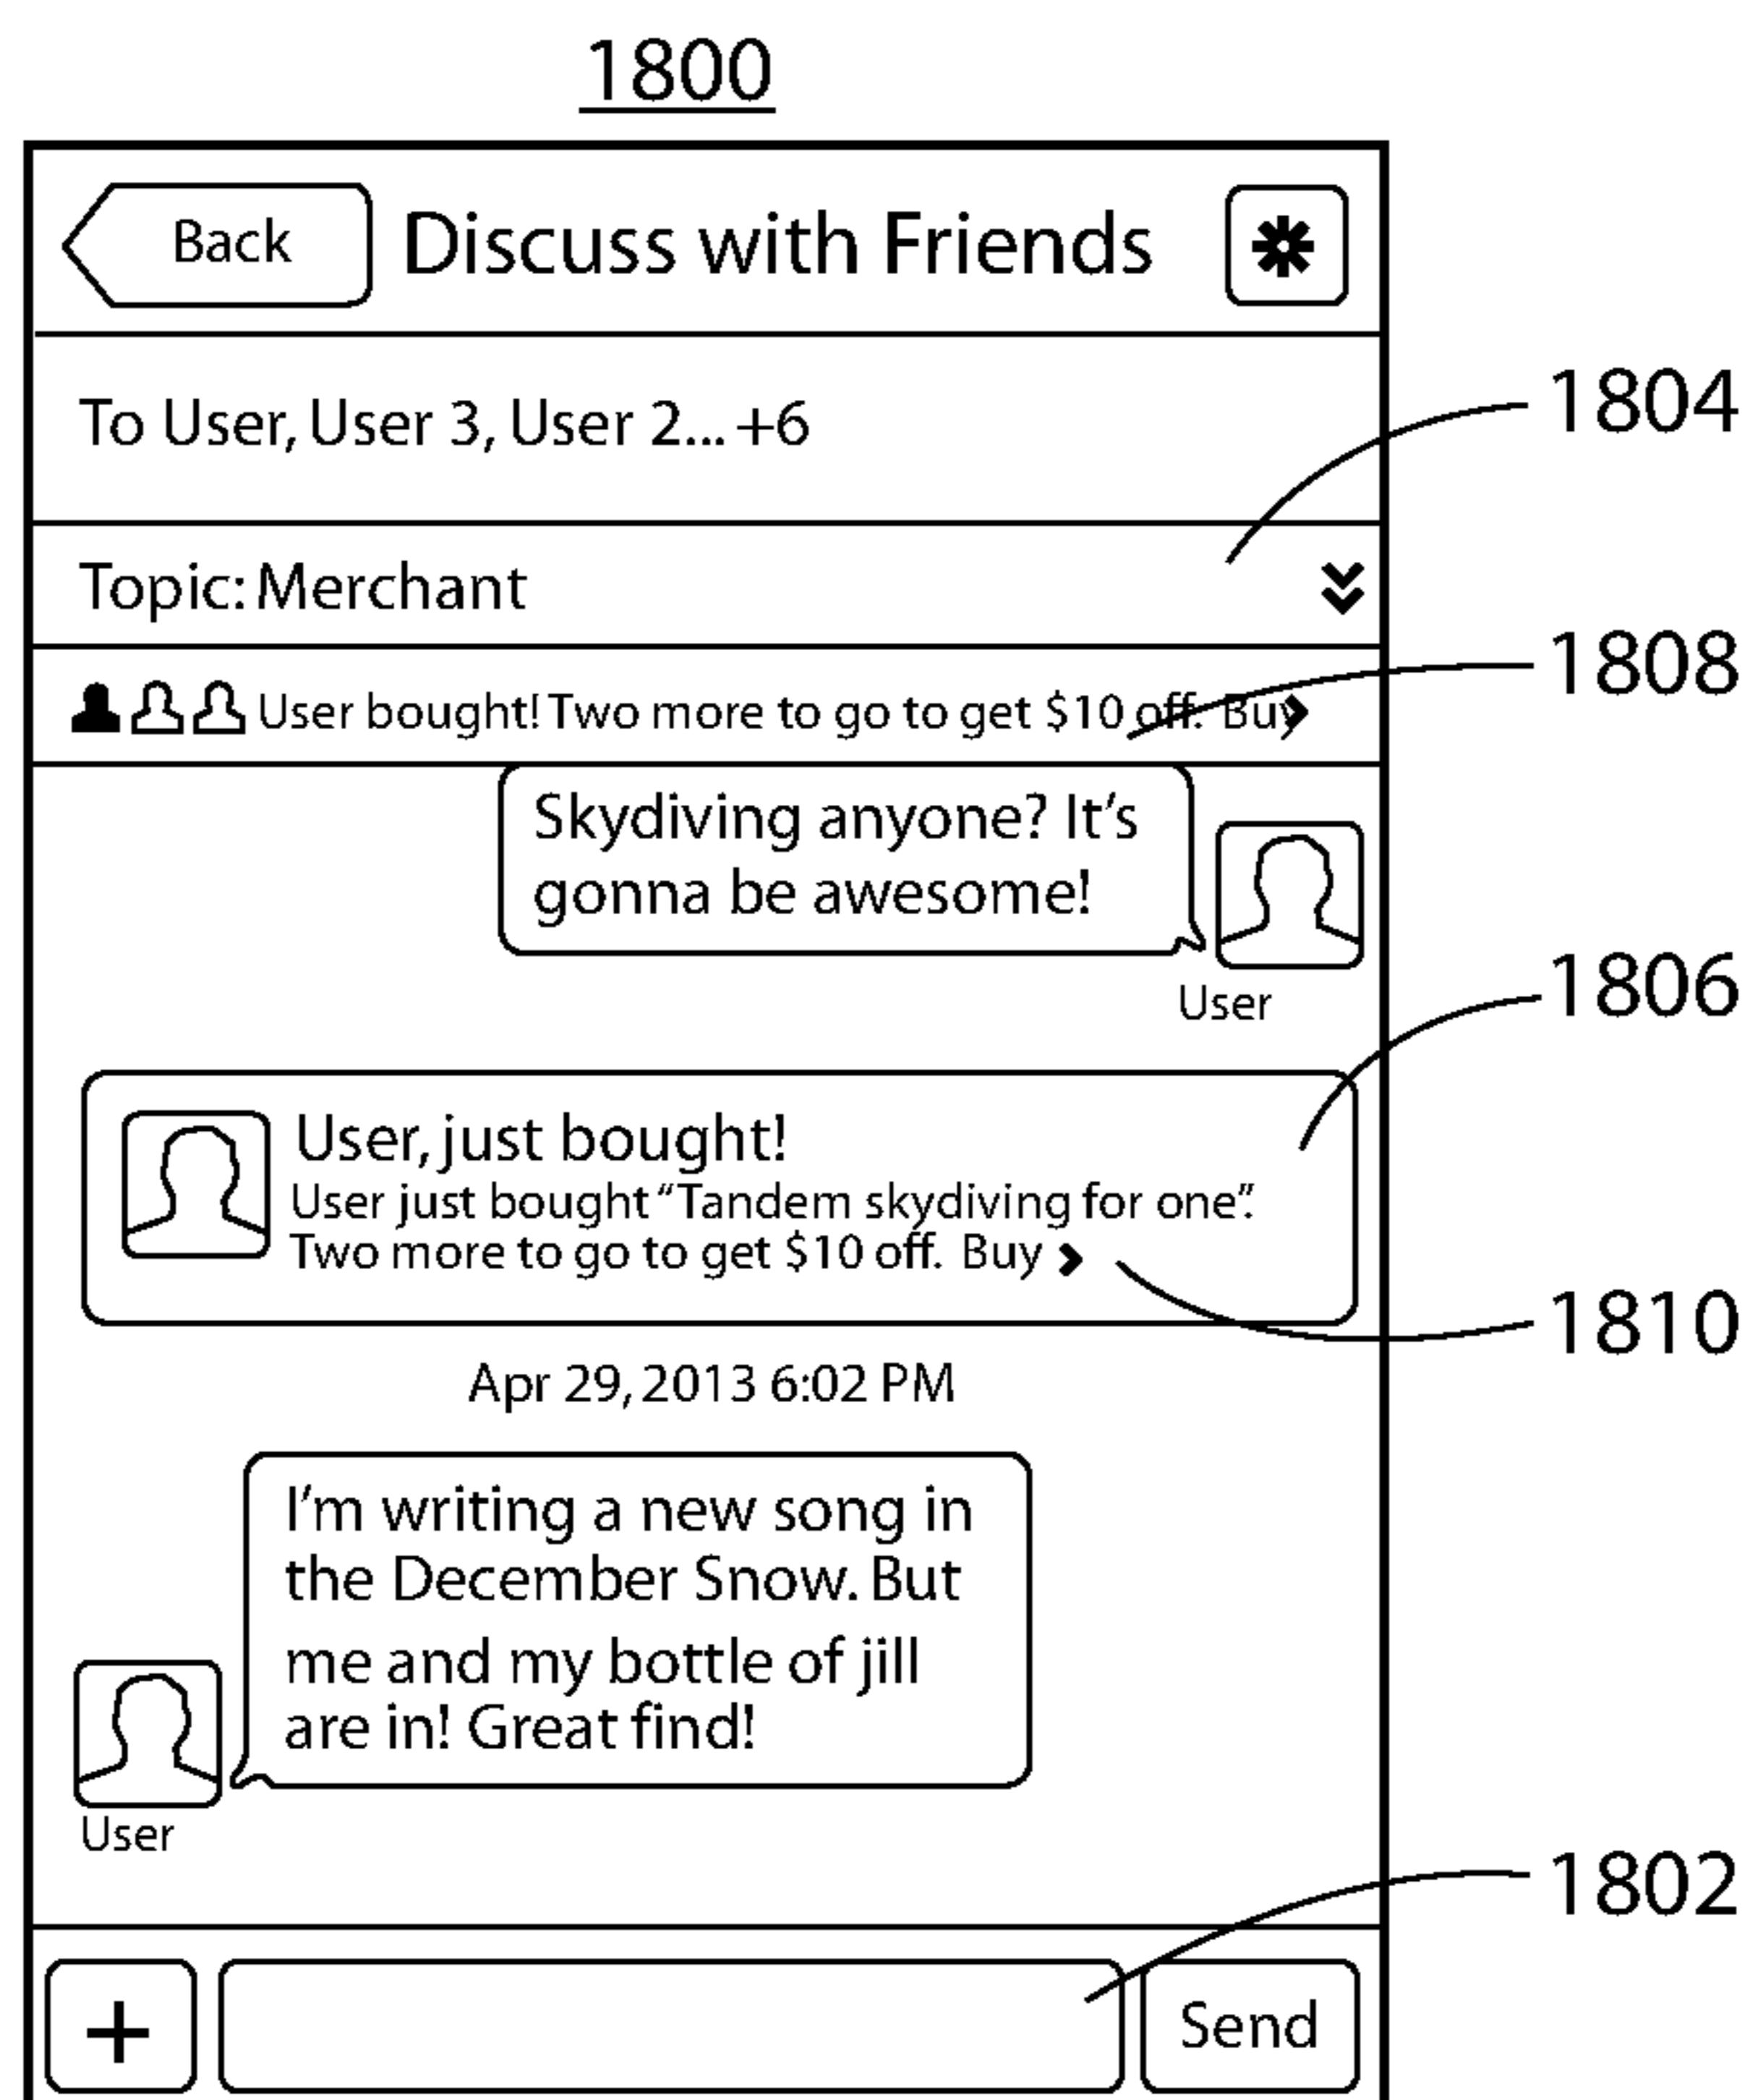 1800
Back
Discuss with Friends
To User, User 3, User 2... +6
1804
Topic: Merchant
1808
User bought! Two more to go to get $10 off. Buy
Skydiving anyone? It's
gonna be awesome!
User
1806
User, just bought!
User just bought "Tandem skydiving for one".
Two more to go to get $10 off. Buy
1810
Apr 29, 2013 6:02 PM
I'm writing a new song in
the December Snow. But
me and my bottle of jill
are in! Great find!
User
1802
+
Send